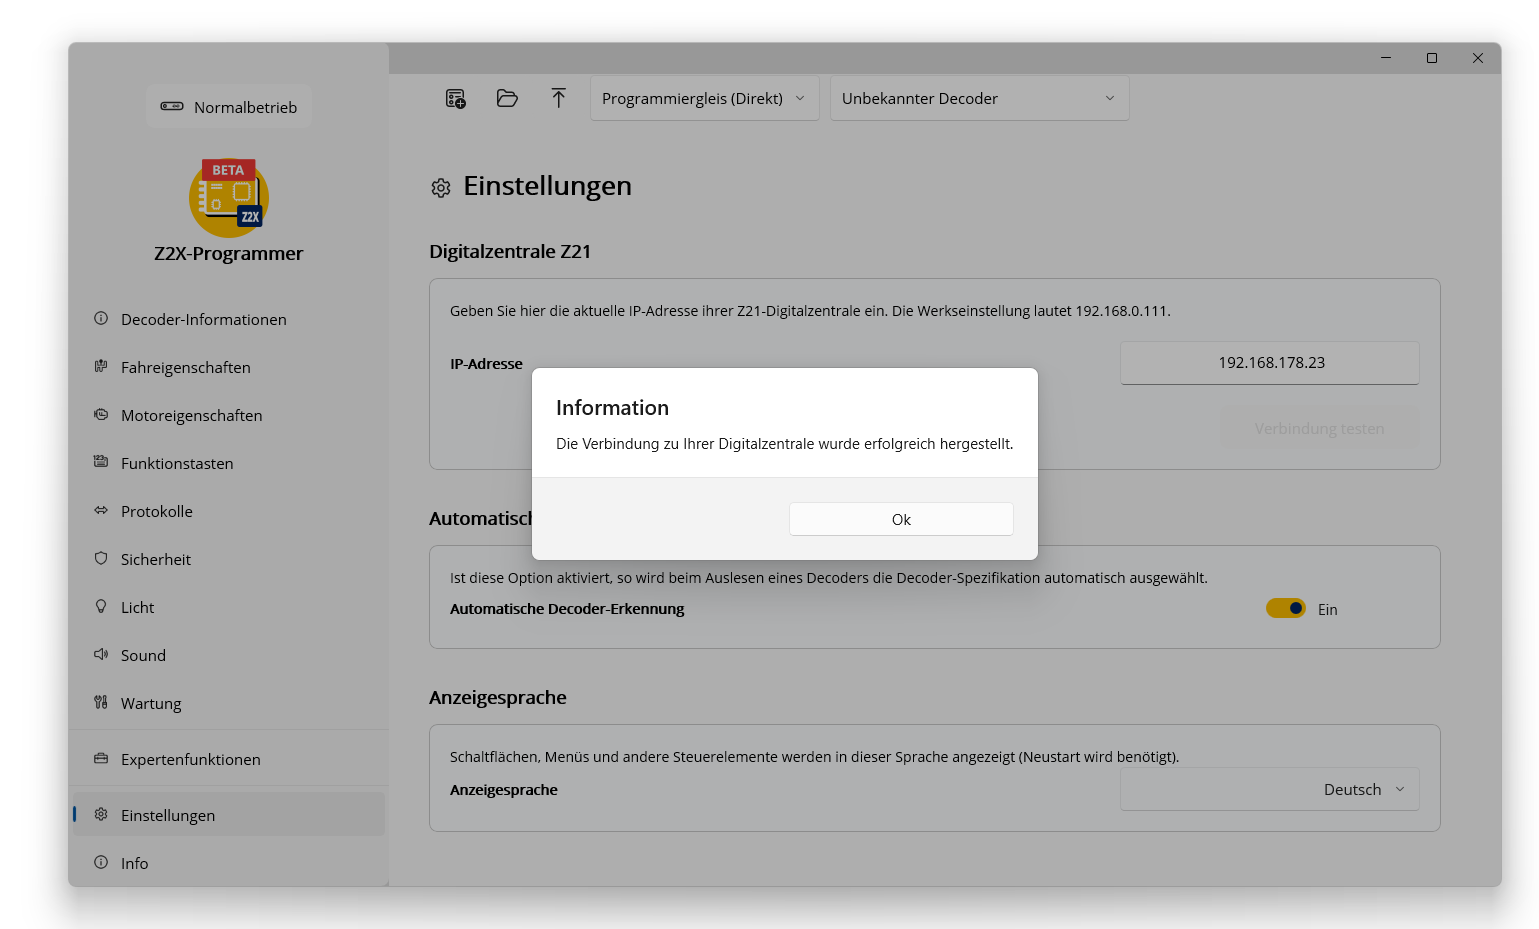 Normalbetrieb
BETA
Z2X
Z2X-Programmer
Decoder-Informationen
Fahreigenschaften
Motoreigenschaften
Funktionstasten
Protokolle
Sicherheit
Licht
Sound
Wartung
Expertenfunktionen
Einstellungen
Info
Programmiergleis (Direkt)
Unbekannter Decoder
Einstellungen
Digitalzentrale Z21
Geben Sie hier die aktuelle IP-Adresse ihrer Z21-Digitalzentrale ein. Die Werkseinstellung lautet 192.168.0.111.
IP-Adresse
192.168.178.23
Verbindung testen
Information
Die Verbindung zu Ihrer Digitalzentrale wurde erfolgreich hergestellt.
Ok
Ist diese Option aktiviert, so wird beim Auslesen eines Decoders die Decoder-Spezifikation automatisch ausgewählt.
Automatische Decoder-Erkennung
Ein
Anzeigesprache
Schaltflächen, Menüs und andere Steuerelemente werden in dieser Sprache angezeigt (Neustart wird benötigt).
Anzeigesprache
Deutsch